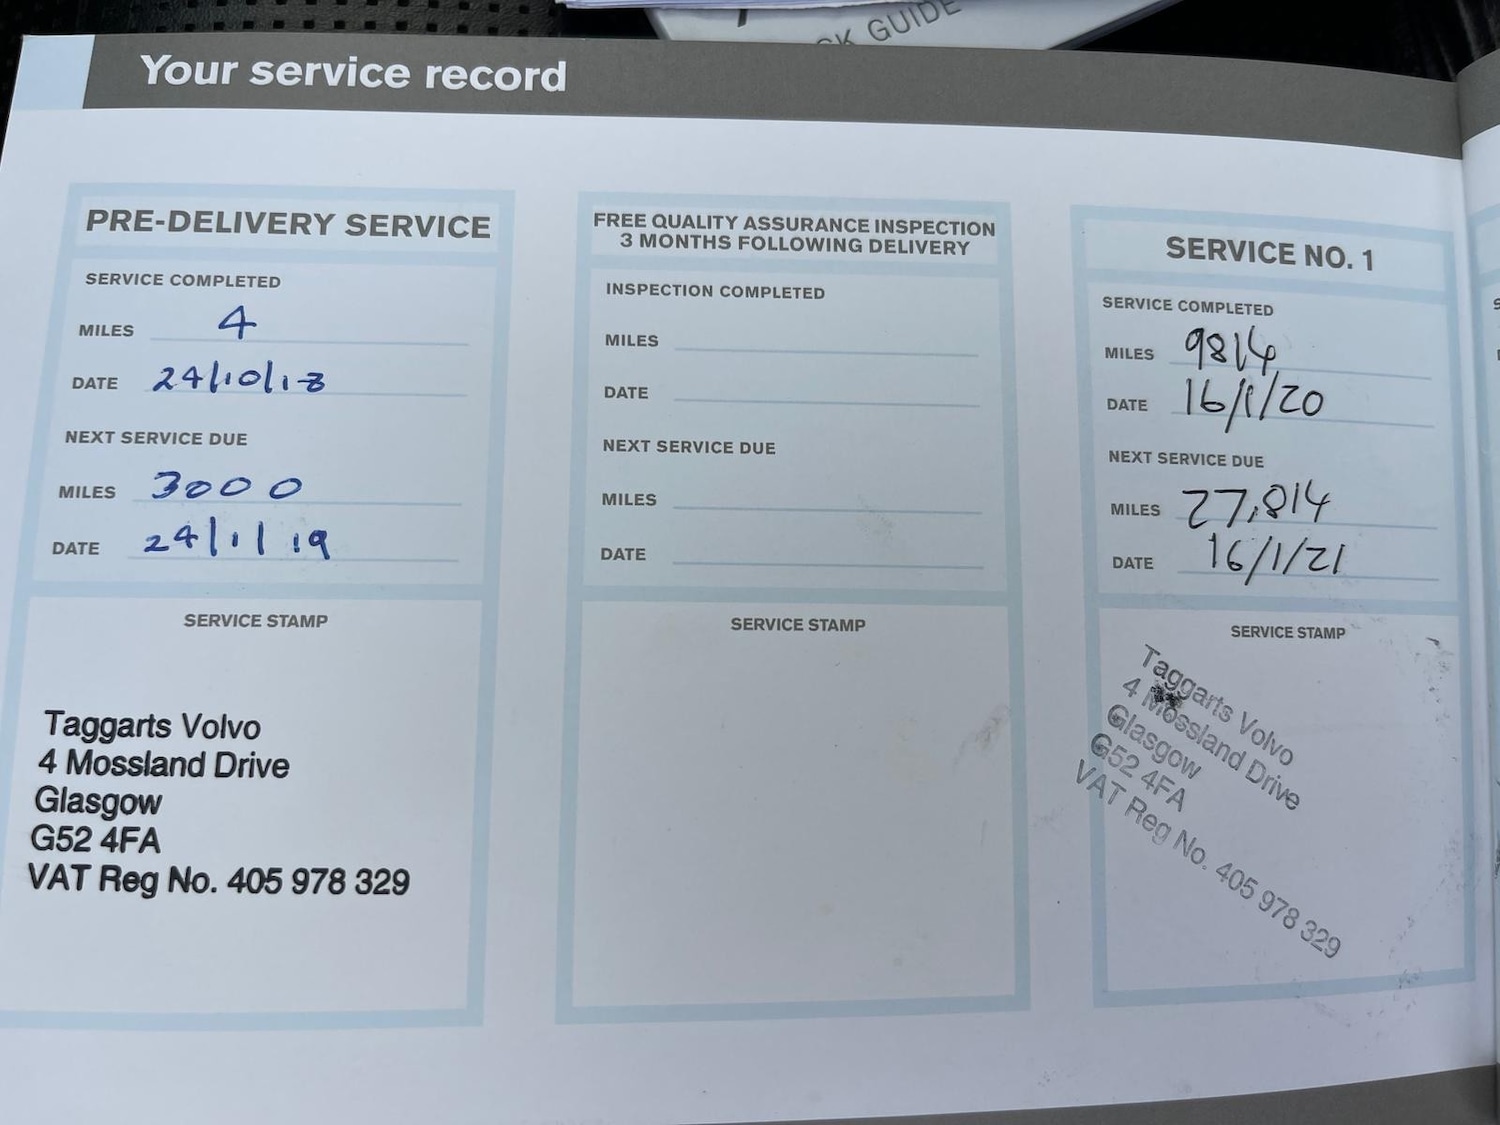 K GUIDE
Your service record
PRE-DELIVERY SERVICE
SERVICE COMPLETED
MILES 4
DATE 24/10/18
NEXT SERVICE DUE
MILES 3000
DATE 24/1/19
SERVICE STAMP
Taggarts Volvo
4 Mossland Drive
Glasgow
G52 4FA
VAT Reg No. 405 978 329
FREE QUALITY ASSURANCE INSPECTION
3 MONTHS FOLLOWING DELIVERY
INSPECTION COMPLETED
MILES
DATE
NEXT SERVICE DUE
MILES
DATE
SERVICE STAMP
SERVICE NO. 1
SERVICE COMPLETED
MILES 9814
DATE 16/1/20
NEXT SERVICE DUE
MILES 27,814
DATE 16/1/21
SERVICE STAMP
Taggarts Volvo
4 Mossland Drive
Glasgow
G52 4FA
VAT Reg No. 405 978 329